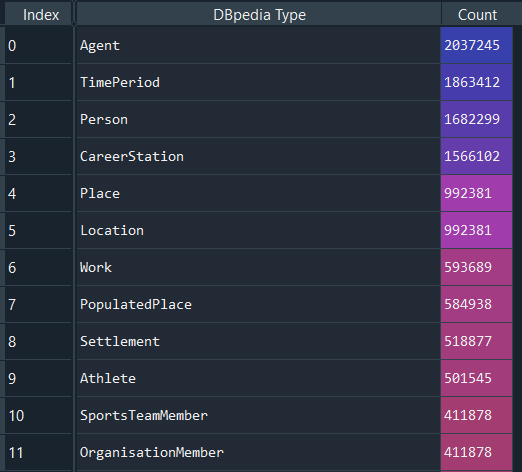 Index DBpedia Type Count
0 Agent 2037245
1 TimePeriod 1863412
2 Person 1682299
3 CareerStation 1566102
4 Place 992381
5 Location 992381
6 Work 593689
7 PopulatedPlace 584938
8 Settlement 518877
9 Athlete 501545
10 SportsTeamMember 411878
11 OrganisationMember 411878